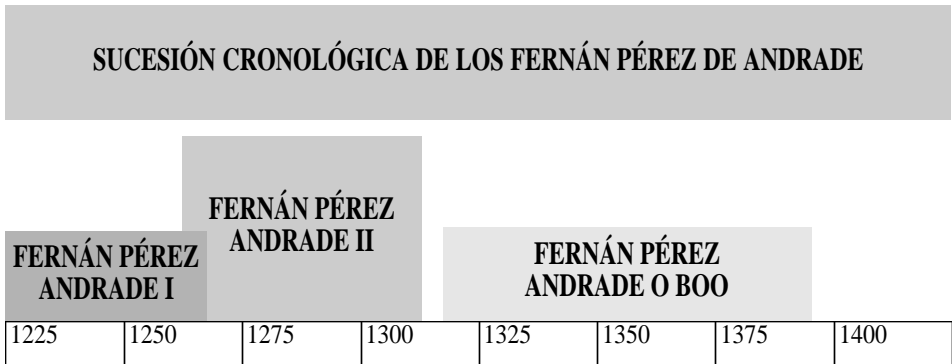 SUCESIÓN CRONOLÓGICA DE LOS FERNÁN PÉREZ DE ANDRADE
FERNÁN PÉREZ
ANDRADE I
FERNÁN PÉREZ
ANDRADE II
FERNÁN PÉREZ
ANDRADE O BOO
1225 1250 1275 1300 1325 1350 1375 1400